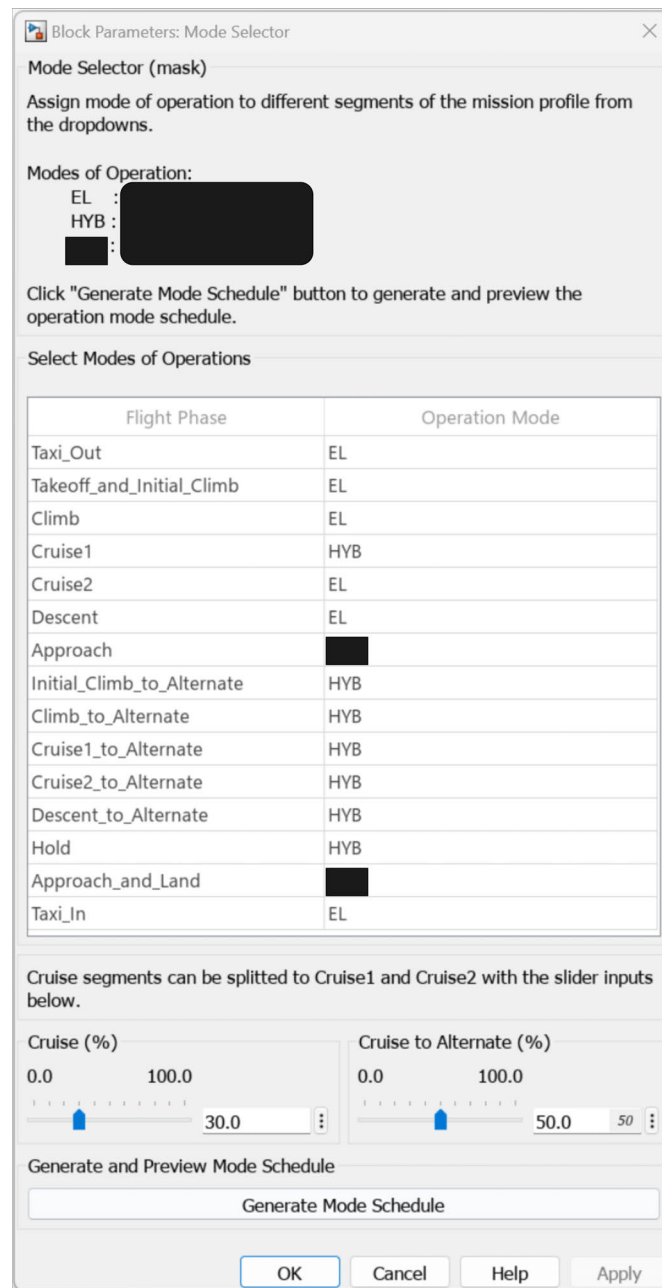 Block Parameters: Mode Selector
Mode Selector (mask)
Assign mode of operation to different segments of the mission profile from
the dropdowns.
Modes of Operation:
EL :
HYB :
:
Click "Generate Mode Schedule" button to generate and preview the
operation mode schedule.
Select Modes of Operations
Flight Phase Operation Mode
Taxi_Out EL
Takeoff_and_Initial_Climb EL
Climb EL
Cruise1 HYB
Cruise2 EL
Descent EL
Approach
Initial_Climb_to_Alternate HYB
Climb_to_Alternate HYB
Cruise1_to_Alternate HYB
Cruise2_to_Alternate HYB
Descent_to_Alternate HYB
Hold HYB
Approach_and_Land
Taxi_In EL
Cruise segments can be splitted to Cruise1 and Cruise2 with the slider inputs
below.
Cruise (%) Cruise to Alternate (%)
0.0 100.0 0.0 100.0
30.0 50.0 50
Generate and Preview Mode Schedule
Generate Mode Schedule
OK Cancel Help Apply